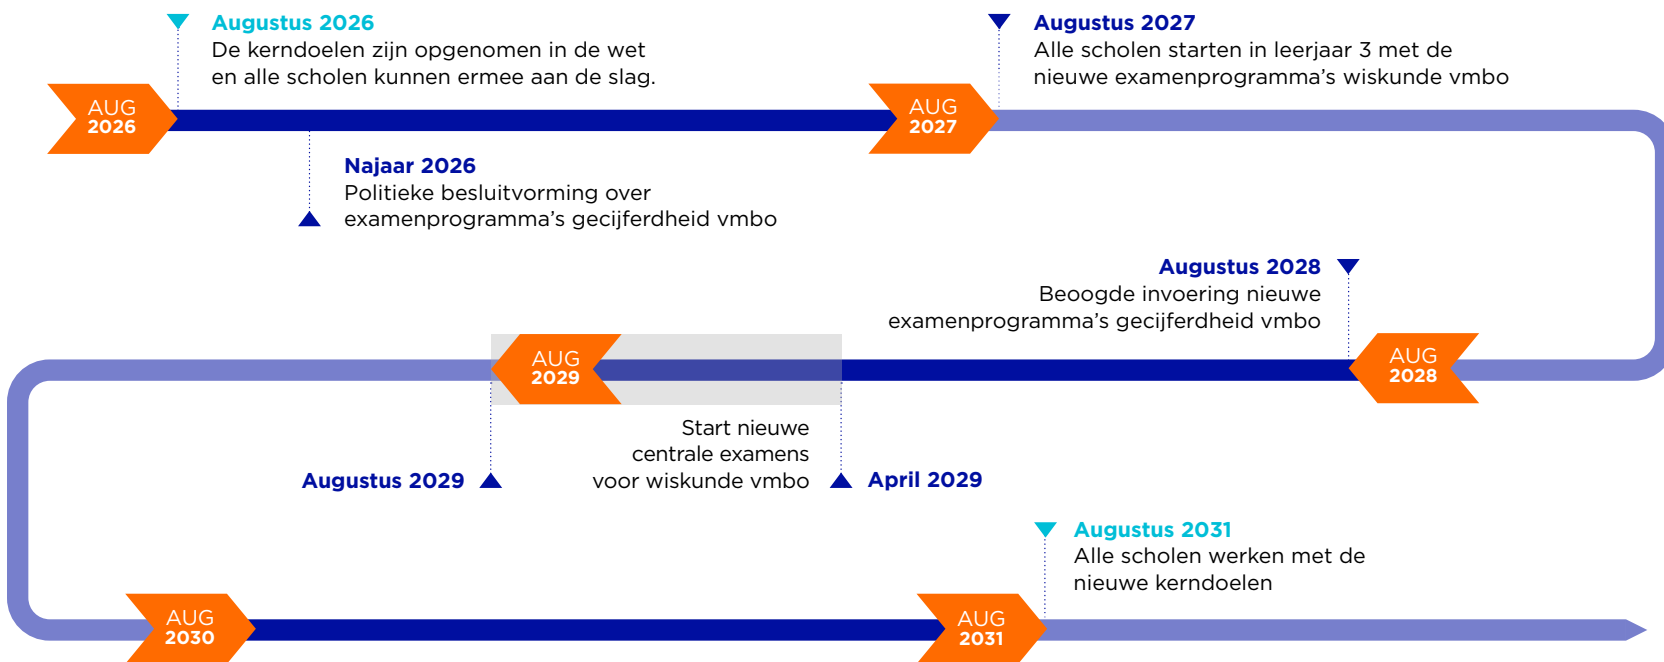 Augustus 2026
De kerndoelen zijn opgenomen in de wet
en alle scholen kunnen ermee aan de slag.
Augustus 2027
Alle scholen starten in leerjaar 3 met de
nieuwe examenprogramma’s wiskunde vmbo
AUG
2026
AUG
2027
Najaar 2026
Politieke besluitvorming over
examenprogramma’s gecijferdheid vmbo
Augustus 2028
Beoogde invoering nieuwe
examenprogramma’s gecijferdheid vmbo
AUG
2028
AUG
2029
Start nieuwe
centrale examens
voor wiskunde vmbo
April 2029
Augustus 2029
Augustus 2031
Alle scholen werken met de
nieuwe kerndoelen
AUG
2030
AUG
2031